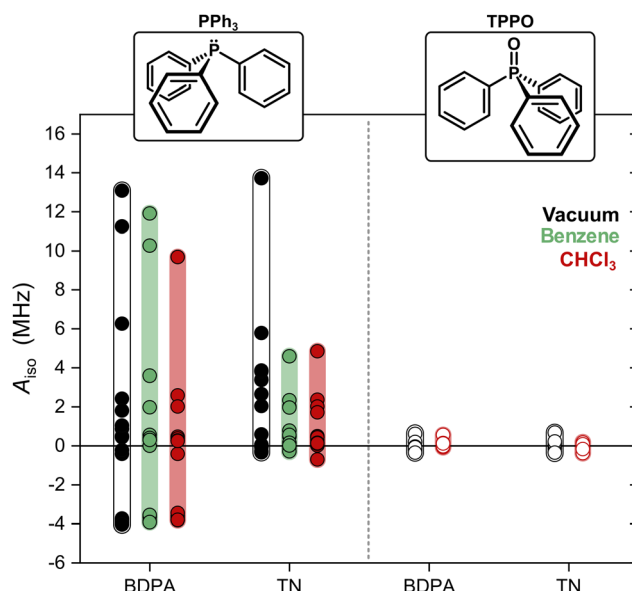 PPh₃
TPPO
P
O
P
16
14
12
10
8
6
4
2
0
-2
-4
-6
A_iso (MHz)
Vacuum
Benzene
CHCl₃
BDPA
TN
BDPA
TN